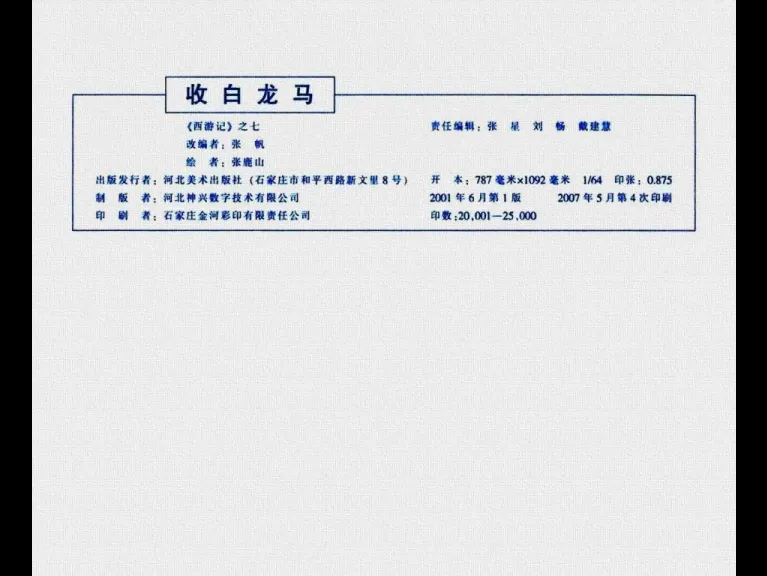 收白龙马
《西游记》之七
改编者：张 帆
绘 者：张鹿山
出版发行者：河北美术出版社（石家庄市和平西路新文里8号）
制 版 者：河北神兴数字技术有限公司
印 刷 者：石家庄金河彩印有限责任公司
责任编辑：张 星 刘 畅 戴建慧
开 本：787毫米×1092毫米 1/64 印张：0.875
2001年6月第1版 2007年5月第4次印刷
印数：20,001—25,000